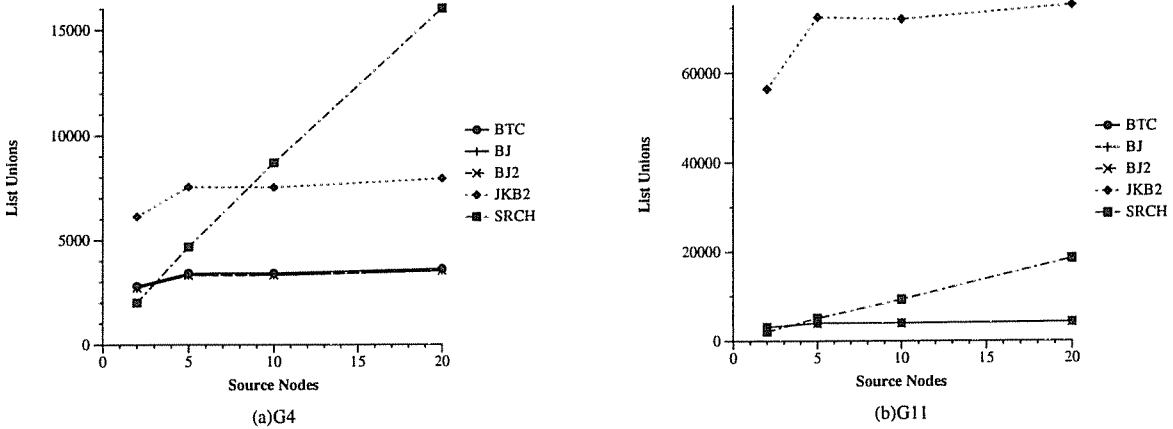 15000
10000
5000
0
List Unions
0 5 10 15 20
Source Nodes
BTC
BJ
BJ2
JKB2
SRCH
(a)G4
60000
40000
20000
0
List Unions
0 5 10 15 20
Source Nodes
BTC
BJ
BJ2
JKB2
SRCH
(b)G11